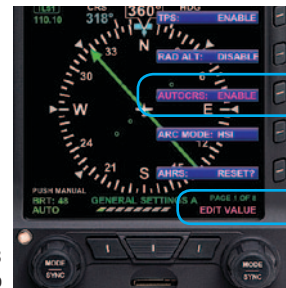 ILS1 CRS 360° HDG
110.10 318° TPS: ENABLE
33 N
30 RAD ALT: DISABLE
AUTOCRS: ENABLE
W E
ARC MODE: HSI
24 12
21 S AHRS: RESET?
PUSH MANUAL
BRT: 48 GENERAL SETTINGS A PAGE 1 OF 8
AUTO EDIT VALUE
MODE MODE
SYNC SYNC